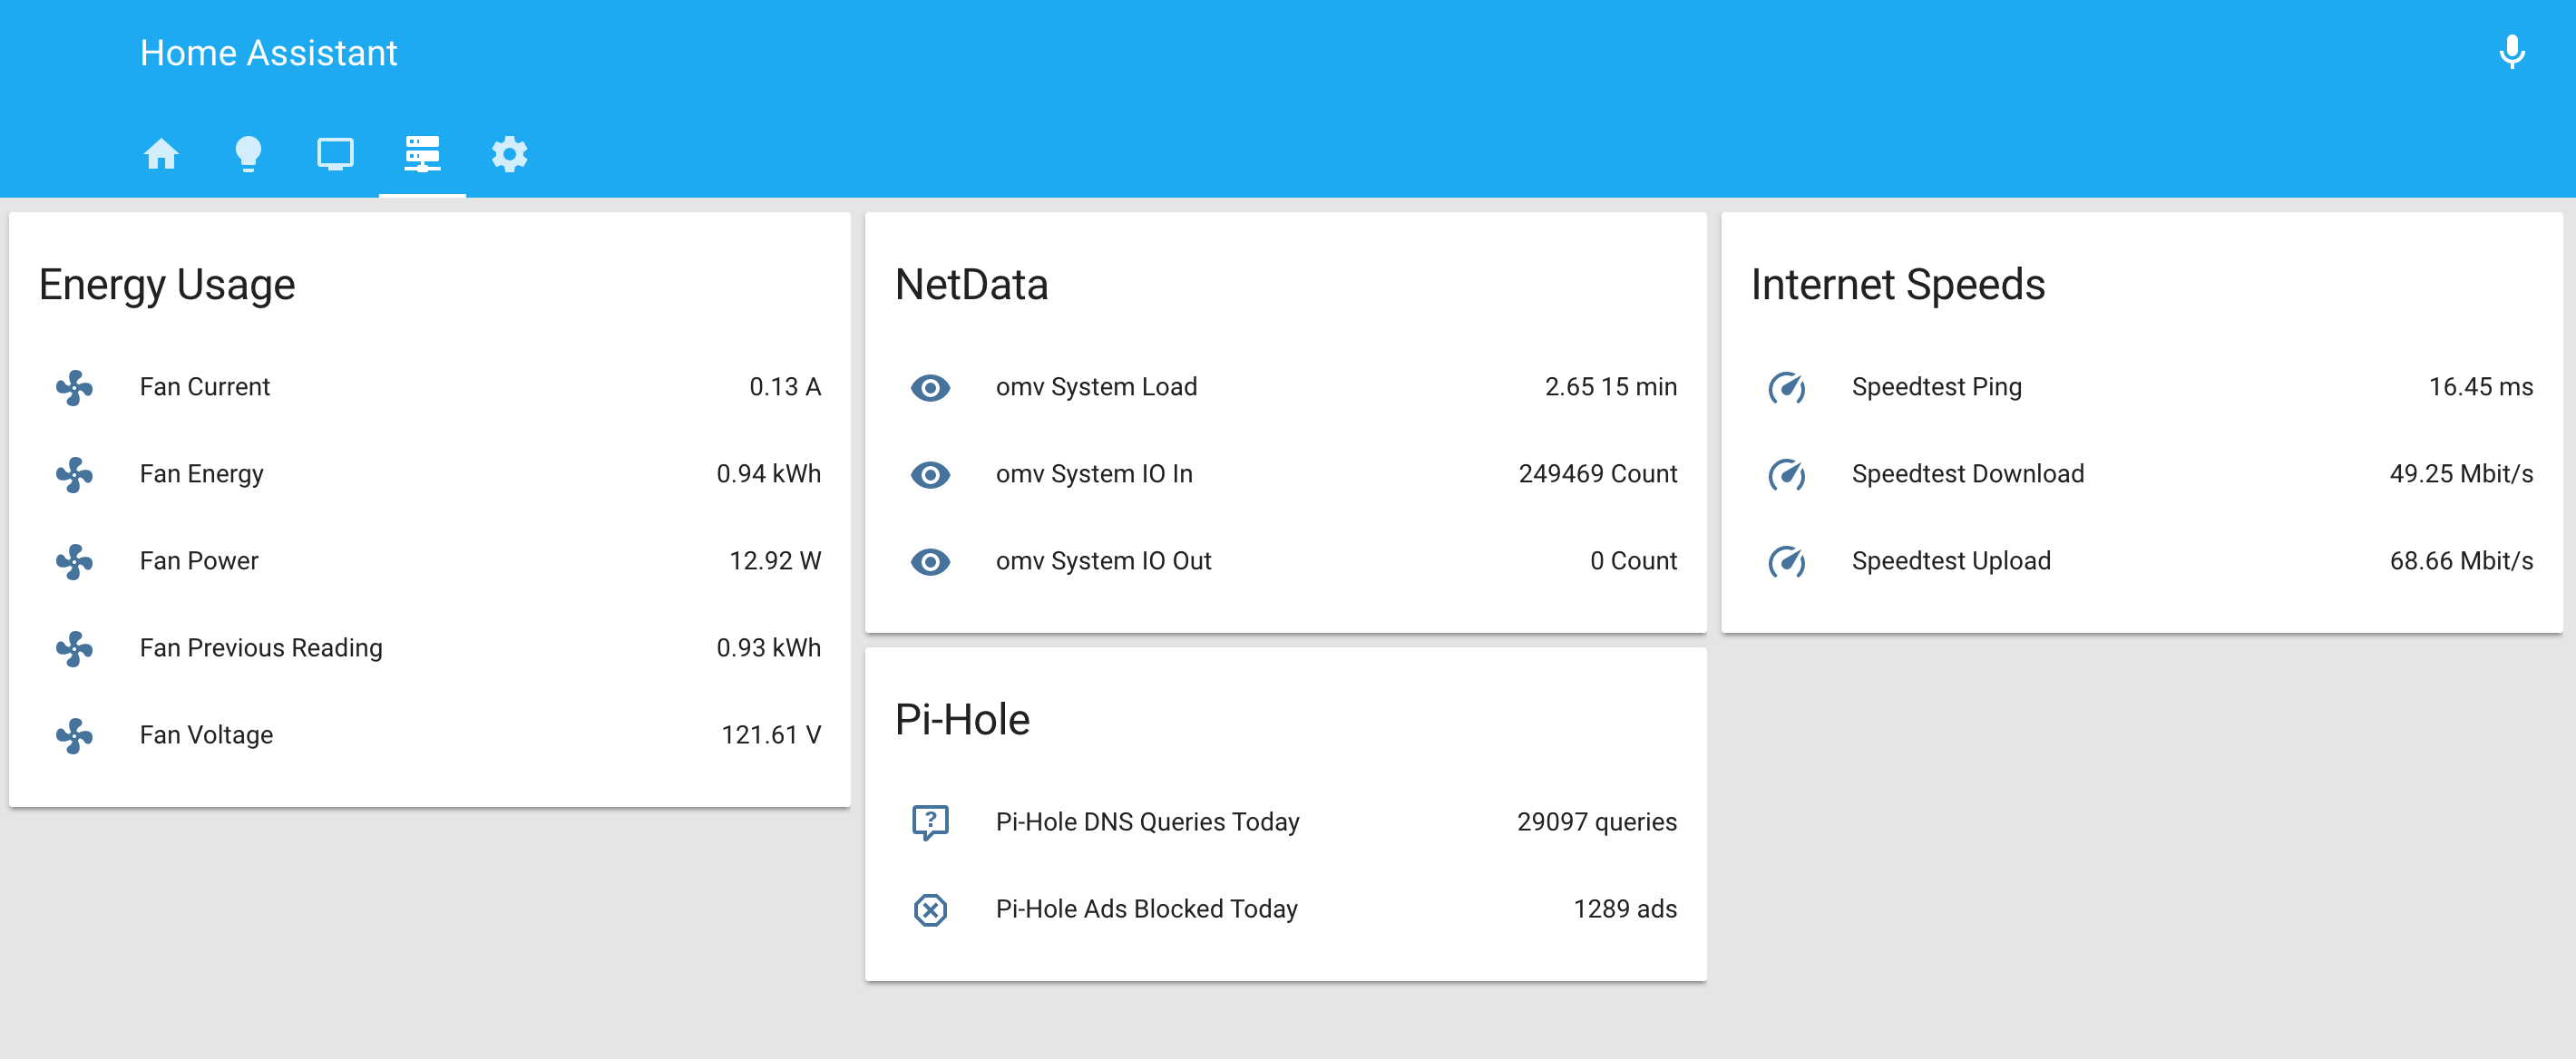 Home Assistant
Energy Usage
Fan Current 0.13 A
Fan Energy 0.94 kWh
Fan Power 12.92 W
Fan Previous Reading 0.93 kWh
Fan Voltage 121.61 V
NetData
omv System Load 2.65 15 min
omv System IO In 249469 Count
omv System IO Out 0 Count
Pi-Hole
Pi-Hole DNS Queries Today 29097 queries
Pi-Hole Ads Blocked Today 1289 ads
Internet Speeds
Speedtest Ping 16.45 ms
Speedtest Download 49.25 Mbit/s
Speedtest Upload 68.66 Mbit/s